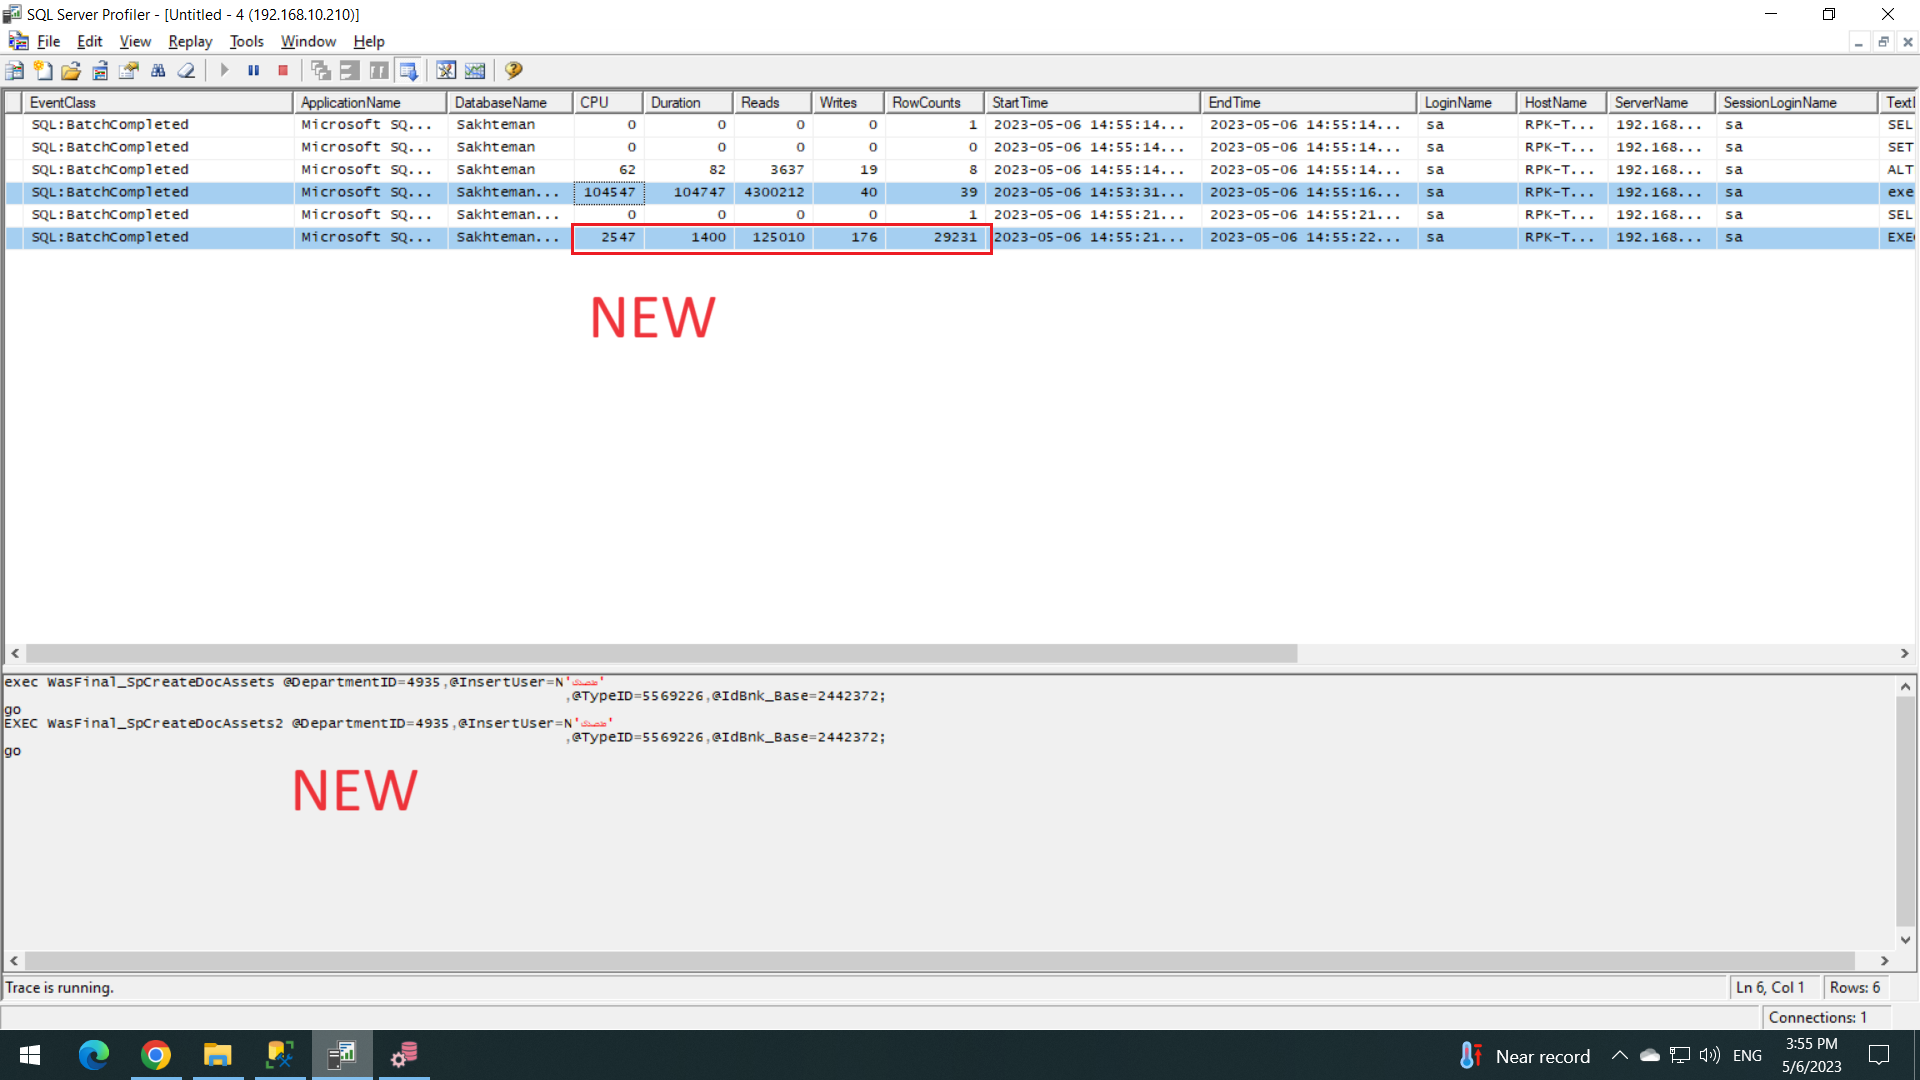 SQL Server Profiler - [Untitled - 4 (192.168.10.210)]
File Edit View Replay Tools Window Help
EventClass ApplicationName DatabaseName CPU Duration Reads Writes RowCounts StartTime EndTime LoginName HostName ServerName SessionLoginName
SQL:BatchCompleted Microsoft SQ... Sakhteman 0 0 0 0 1 2023-05-06 14:55:14... 2023-05-06 14:55:14... sa RPK-T... 192.168... sa SEL
SQL:BatchCompleted Microsoft SQ... Sakhteman 0 0 0 0 0 2023-05-06 14:55:14... 2023-05-06 14:55:14... sa RPK-T... 192.168... sa SET
SQL:BatchCompleted Microsoft SQ... Sakhteman 62 82 3637 19 8 2023-05-06 14:55:14... 2023-05-06 14:55:14... sa RPK-T... 192.168... sa ALT
SQL:BatchCompleted Microsoft SQ... Sakhteman... 104547 104747 4300212 40 39 2023-05-06 14:53:31... 2023-05-06 14:55:16... sa RPK-T... 192.168... sa exe
SQL:BatchCompleted Microsoft SQ... Sakhteman... 0 0 0 0 1 2023-05-06 14:55:21... 2023-05-06 14:55:21... sa RPK-T... 192.168... sa SEL
SQL:BatchCompleted Microsoft SQ... Sakhteman... 2547 1400 125010 176 29231 2023-05-06 14:55:21... 2023-05-06 14:55:22... sa RPK-T... 192.168... sa EXE
NEW
exec WasFinal_SpCreateDocAssets @DepartmentID=4935,@InsertUser=N''
,@TypeID=5569226,@IdBnk_Base=2442372;
go
EXEC WasFinal_SpCreateDocAssets2 @DepartmentID=4935,@InsertUser=N''
,@TypeID=5569226,@IdBnk_Base=2442372;
go
NEW
Trace is running.
Ln 6, Col 1 Rows: 6
Connections: 1
Near record ENG 3:55 PM
5/6/2023